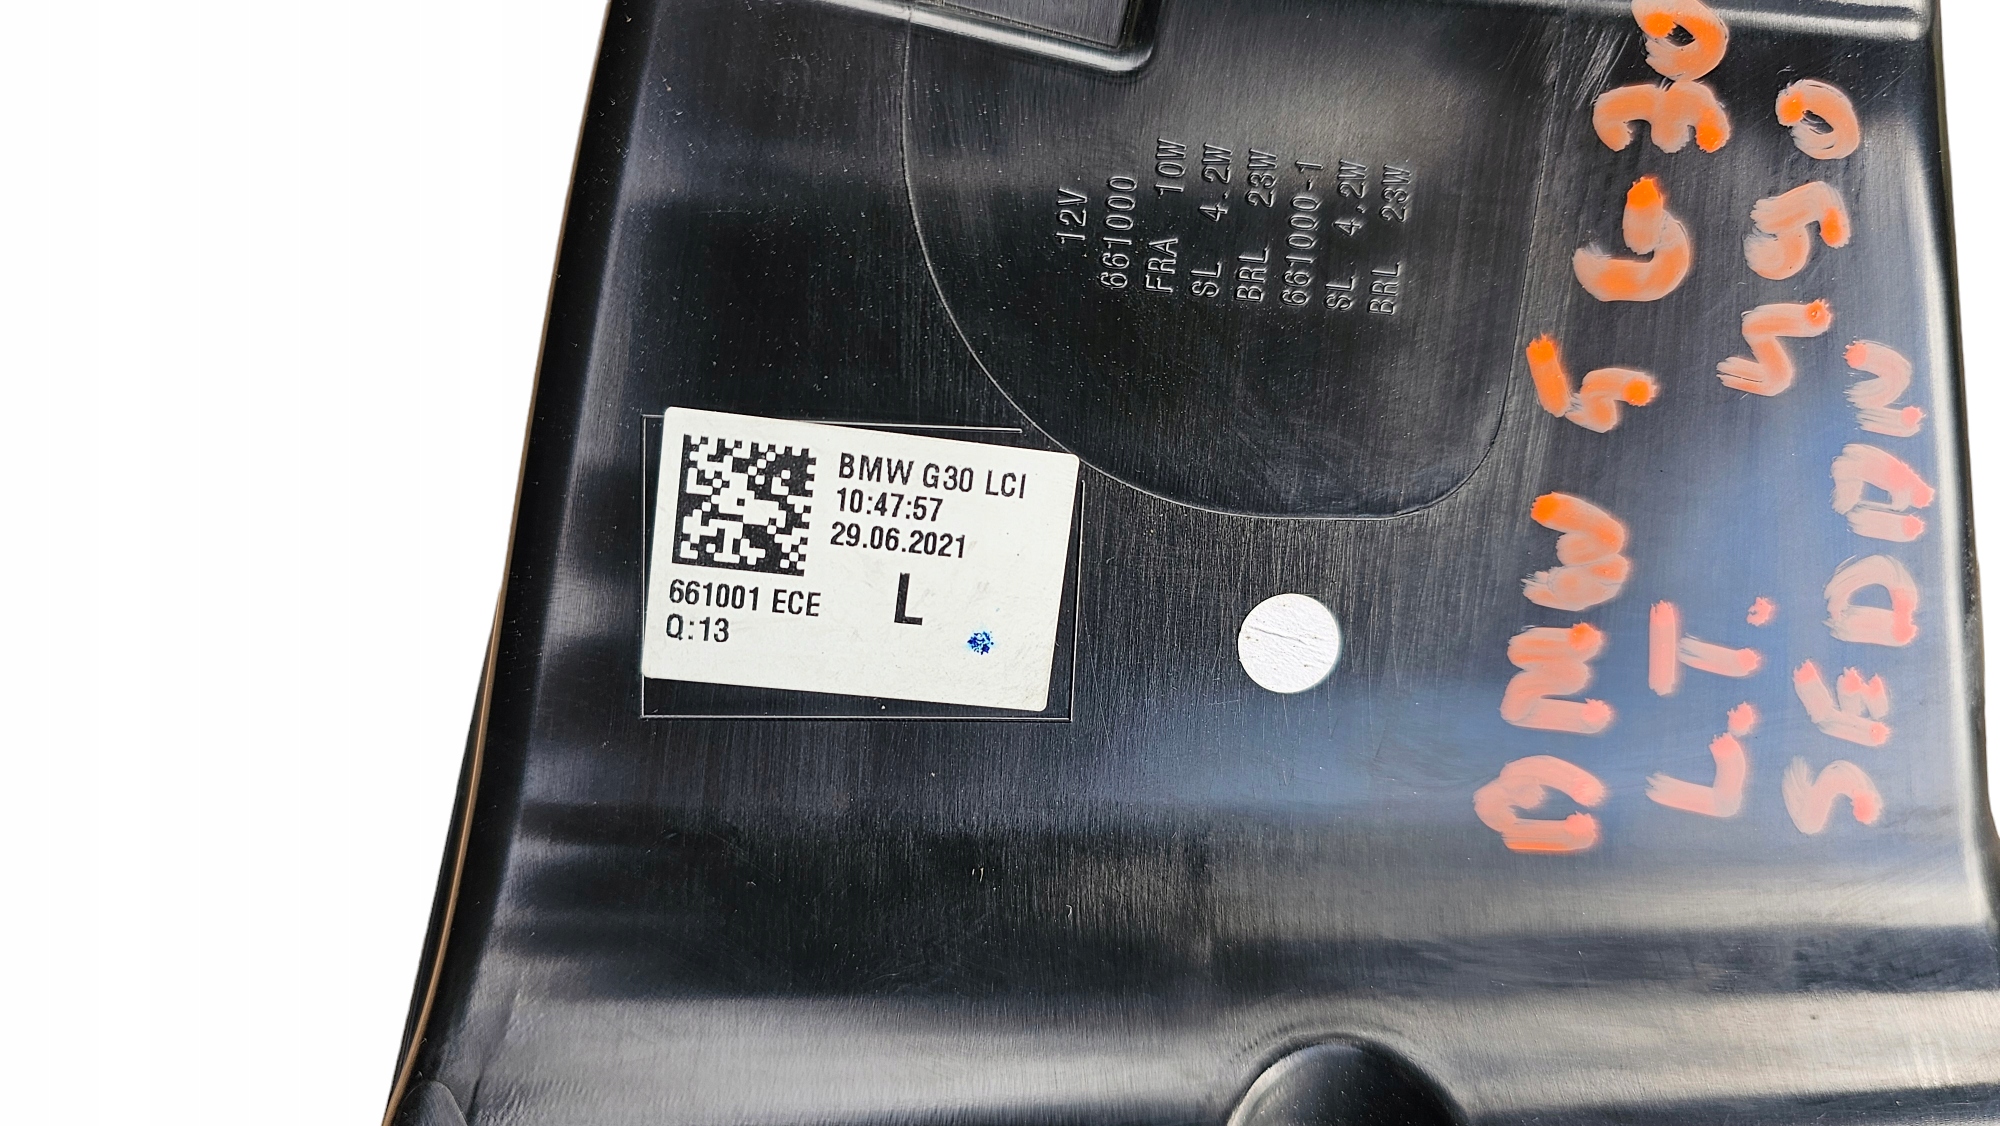 12V
661000
FRA 10W
SL 4.2W
BRL 23W
661000-1
SL 4.2W
BRL 23W
BMW G30 LCI
10:47:57
29.06.2021
661001 ECE
L
Q:13
BMW 5 G30
L.T.
SEDAN